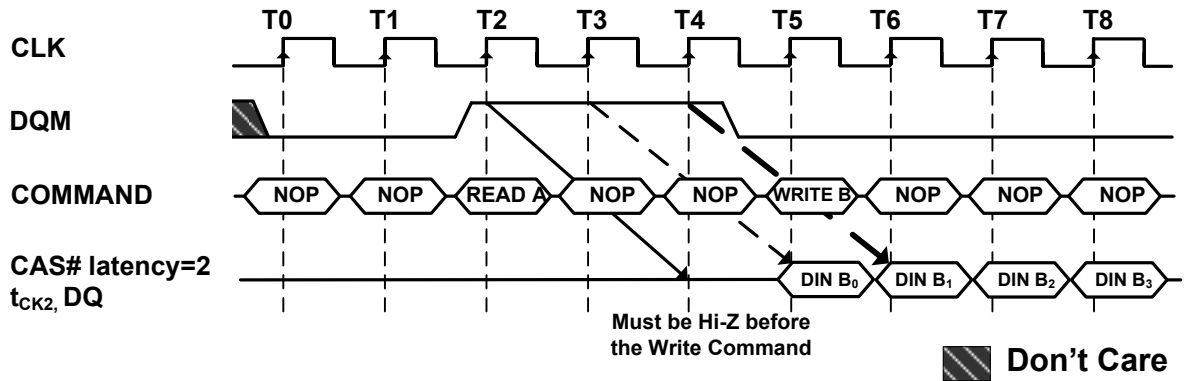 T0 T1 T2 T3 T4 T5 T6 T7 T8
CLK
DQM
COMMAND NOP NOP READ A NOP NOP WRITE B NOP NOP NOP
CAS# latency=2
tCK2, DQ DIN B0 DIN B1 DIN B2 DIN B3
Must be Hi-Z before
the Write Command
Don't Care